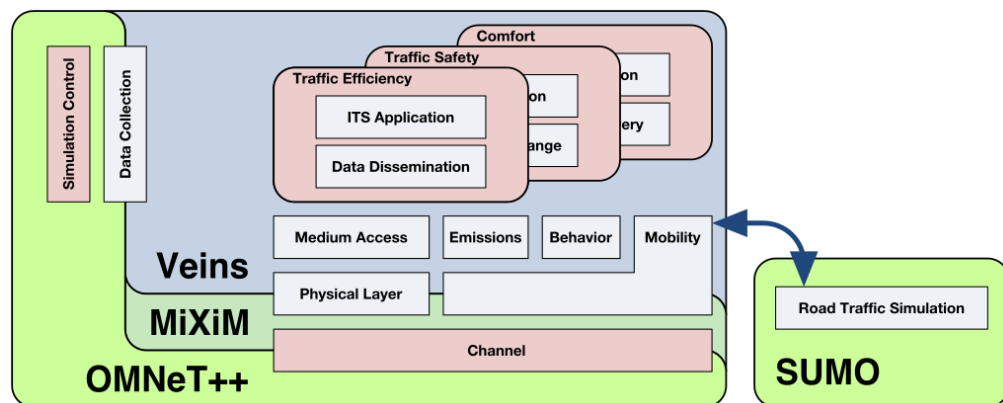 Comfort
Traffic Safety
Traffic Efficiency
ITS Application
Data Dissemination
Simulation Control
Data Collection
Medium Access
Emissions
Behavior
Mobility
Physical Layer
Channel
Veins
MiXiM
OMNeT++
Road Traffic Simulation
SUMO